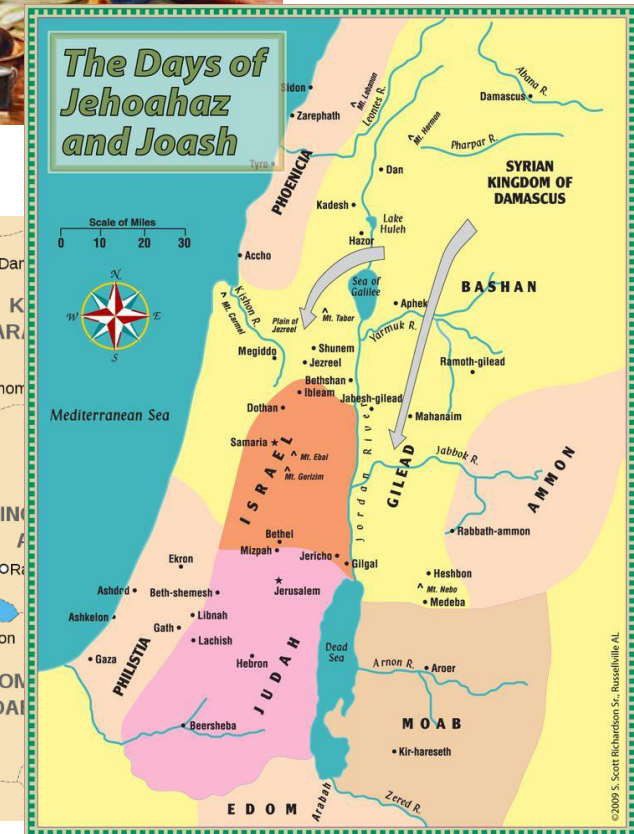 The Days of
Jehoahaz
and Joash
Scale of Miles
0 10 20 30
N
W E
S
Mediterranean Sea
Sidon
Zarephath
Tyre
PHOENICIA
Mt. Lebanon
Leontes R.
Abana R.
Damascus
Mt. Hermon
Pharpar R.
Dan
SYRIAN
KINGDOM OF
DAMASCUS
Kadesh
Lake
Huleh
Hazor
Accho
Sea of
Galilee
BASHAN
Aphek
Kishon R.
Mt. Carmel
Plain of
Jezreel
Mt. Tabor
Yarmuk R.
Megiddo
Shunem
Jezreel
Ramoth-gilead
Bethshan
Ibleam
Jabesh-gilead
Dothan
Mahanaim
Samaria
Mt. Ebal
Mt. Gerizim
ISRAEL
Jordan River
GILEAD
Jabbok R.
AMMON
Rabbath-ammon
Bethel
Mizpah
Jericho
Gilgal
Ekron
Heshbon
Mt. Nebo
Medeba
Ashdod
Beth-shemesh
Jerusalem
Ashkelon
Libnah
Gath
Lachish
Dead
Sea
Gaza
Hebron
PHILISTIA
JUDAH
Arnon R.
Aroer
Beersheba
MOAB
Kir-hareseth
EDOM
Arabah
Zered R.
©2009 S. Scott Richardson Sr., Russellville AL